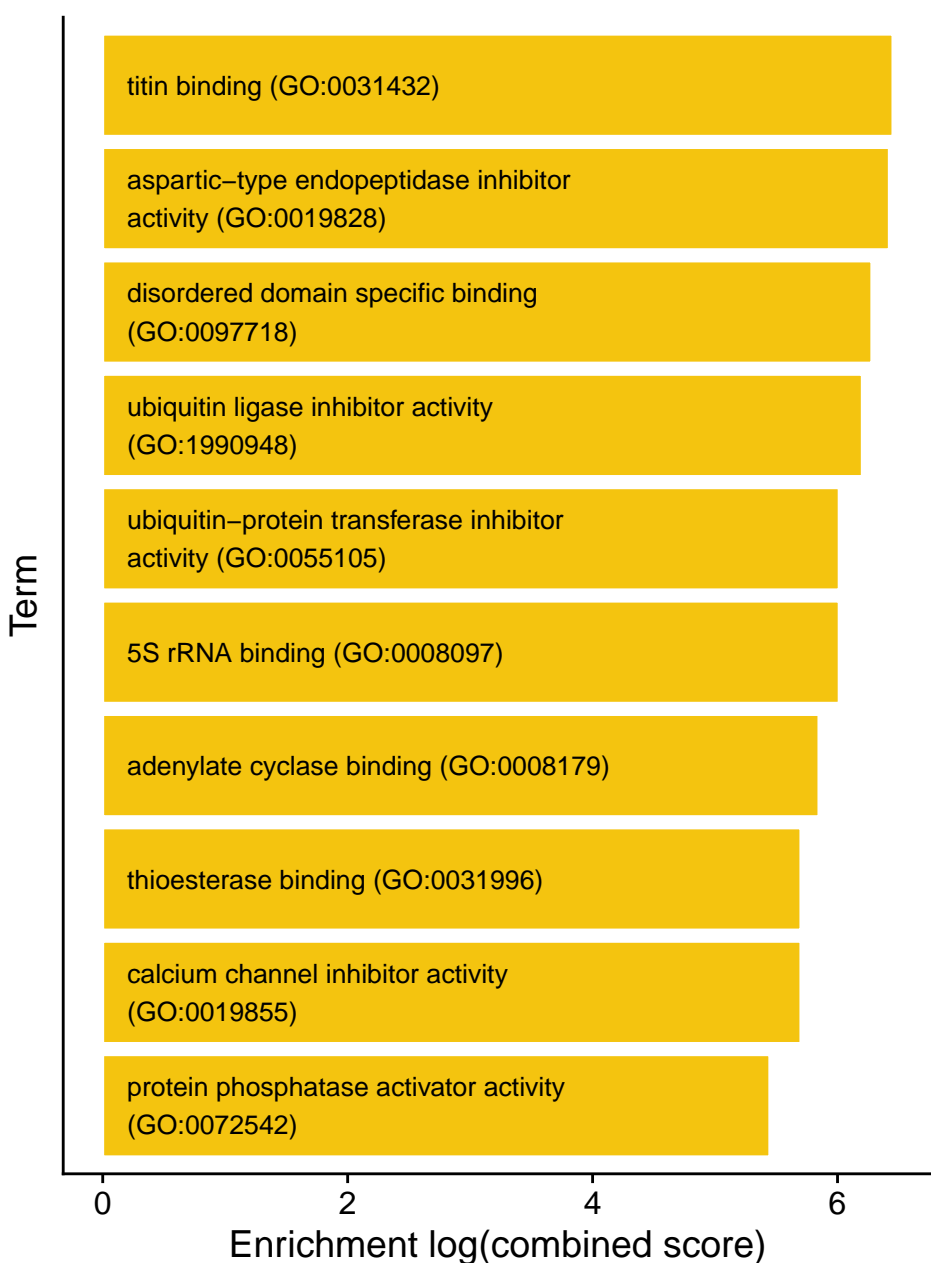 titin binding (GO:0031432)
aspartic−type endopeptidase inhibitor
activity (GO:0019828)
disordered domain specific binding
(GO:0097718)
ubiquitin ligase inhibitor activity
(GO:1990948)
ubiquitin−protein transferase inhibitor
activity (GO:0055105)
5S rRNA binding (GO:0008097)
adenylate cyclase binding (GO:0008179)
thioesterase binding (GO:0031996)
calcium channel inhibitor activity
(GO:0019855)
protein phosphatase activator activity
(GO:0072542)
Term
0 2 4 6
Enrichment log(combined score)